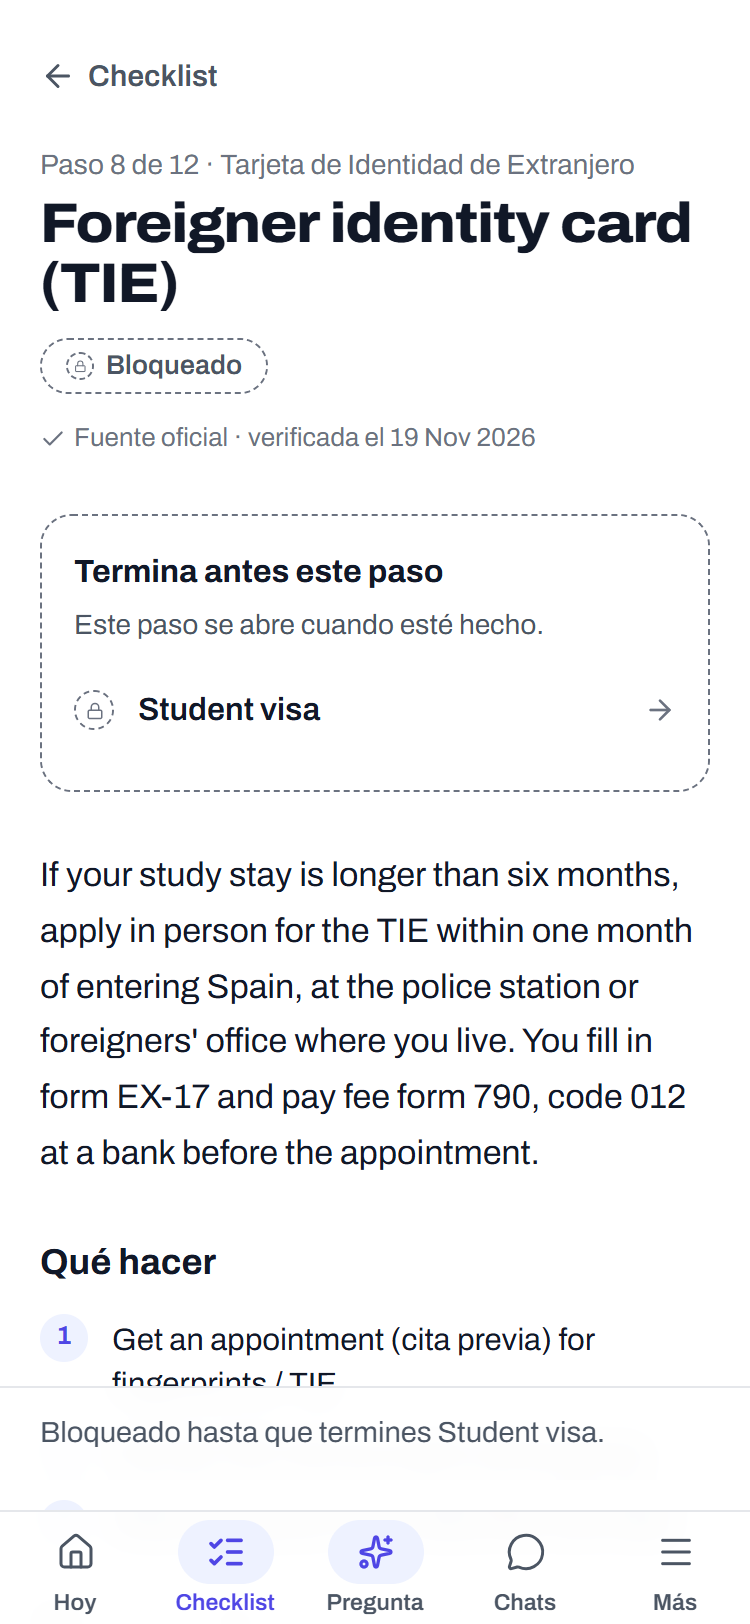 Checklist
Paso 8 de 12 · Tarjeta de Identidad de Extranjero
Foreigner identity card
(TIE)
Bloqueado
Fuente oficial · verificada el 19 Nov 2026
Termina antes este paso
Este paso se abre cuando esté hecho.
Student visa
If your study stay is longer than six months,
apply in person for the TIE within one month
of entering Spain, at the police station or
foreigners' office where you live. You fill in
form EX-17 and pay fee form 790, code 012
at a bank before the appointment.
Qué hacer
1 Get an appointment (cita previa) for
fingerprints / TIE
Bloqueado hasta que termines Student visa.
Hoy Checklist Pregunta Chats Más